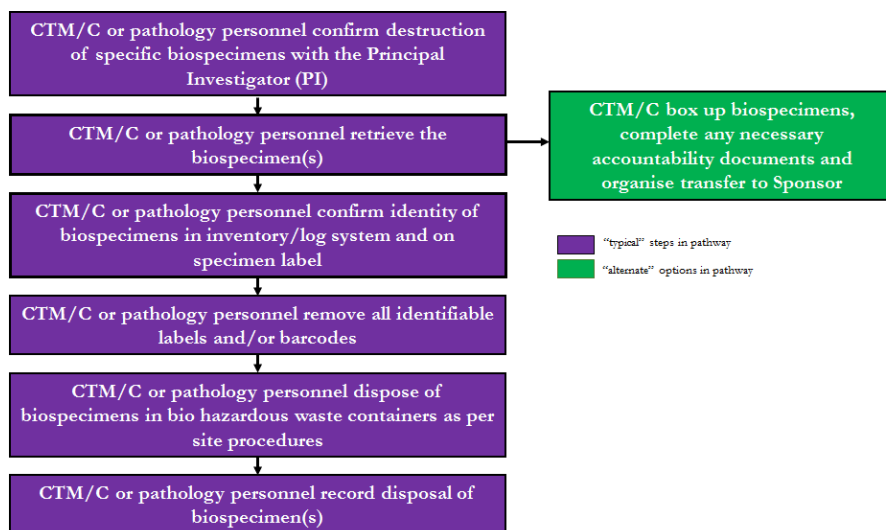 CTM/C or pathology personnel confirm destruction
of specific biospecimens with the Principal
Investigator (PI)
CTM/C or pathology personnel retrieve the
biospecimen(s)
CTM/C box up biospecimens,
complete any necessary
accountability documents and
organise transfer to Sponsor
CTM/C or pathology personnel confirm identity of
biospecimens in inventory/log system and on
specimen label
"typical" steps in pathway
"alternate" options in pathway
CTM/C or pathology personnel remove all identifiable
labels and/or barcodes
CTM/C or pathology personnel dispose of
biospecimens in bio hazardous waste containers as per
site procedures
CTM/C or pathology personnel record disposal of
biospecimen(s)